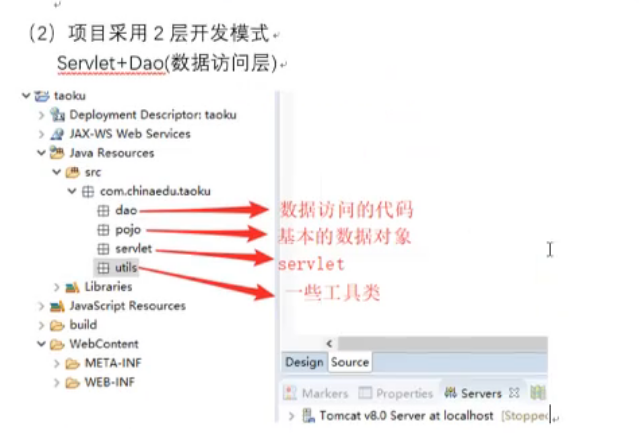 （2）项目采用 2 层开发模式
Servlet+Dao(数据访问层)
taoku
Deployment Descriptor: taoku
JAX-WS Web Services
Java Resources
src
com.chinaedu.taoku
dao
数据访问的代码
pojo
基本的数据对象
servlet
servlet
utils
一些工具类
Libraries
JavaScript Resources
build
WebContent
META-INF
WEB-INF
Design Source
Markers Properties Servers
Tomcat v8.0 Server at localhost [Stopped